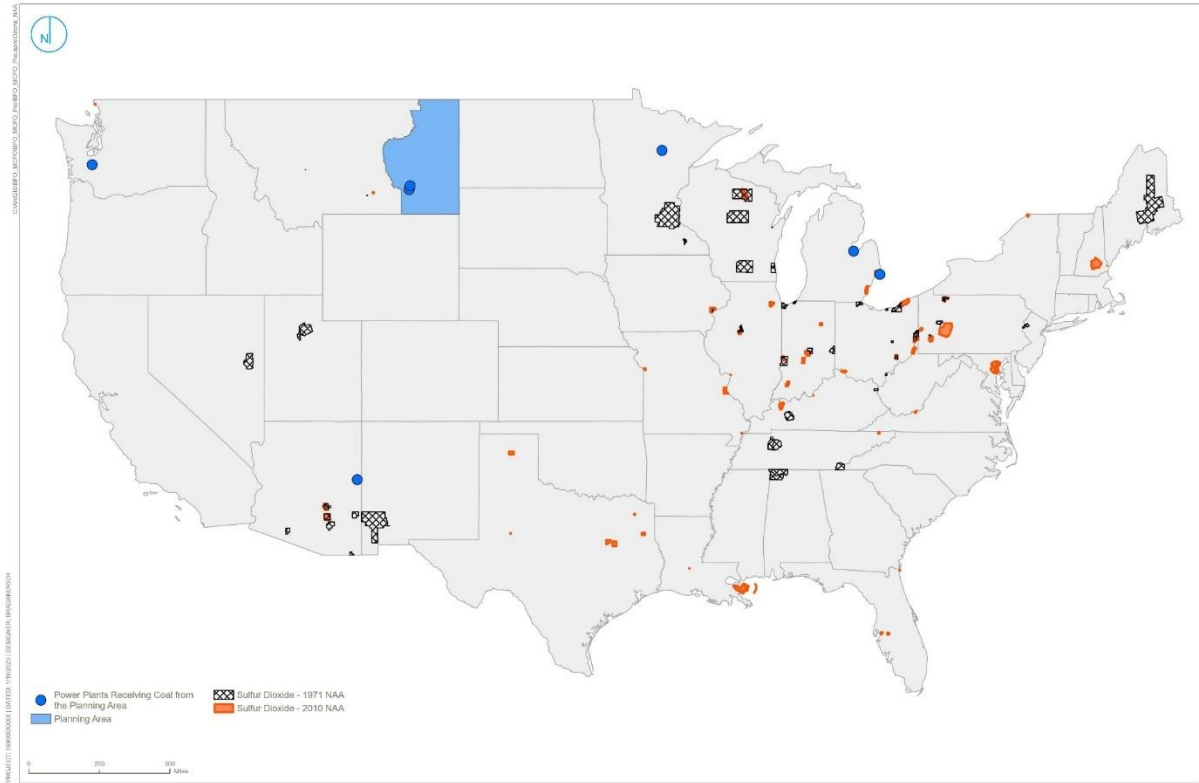 N
Power Plants Receiving Coal from
the Planning Area
Planning Area
Sulfur Dioxide - 1971 NAA
Sulfur Dioxide - 2010 NAA
0 250 500
Miles